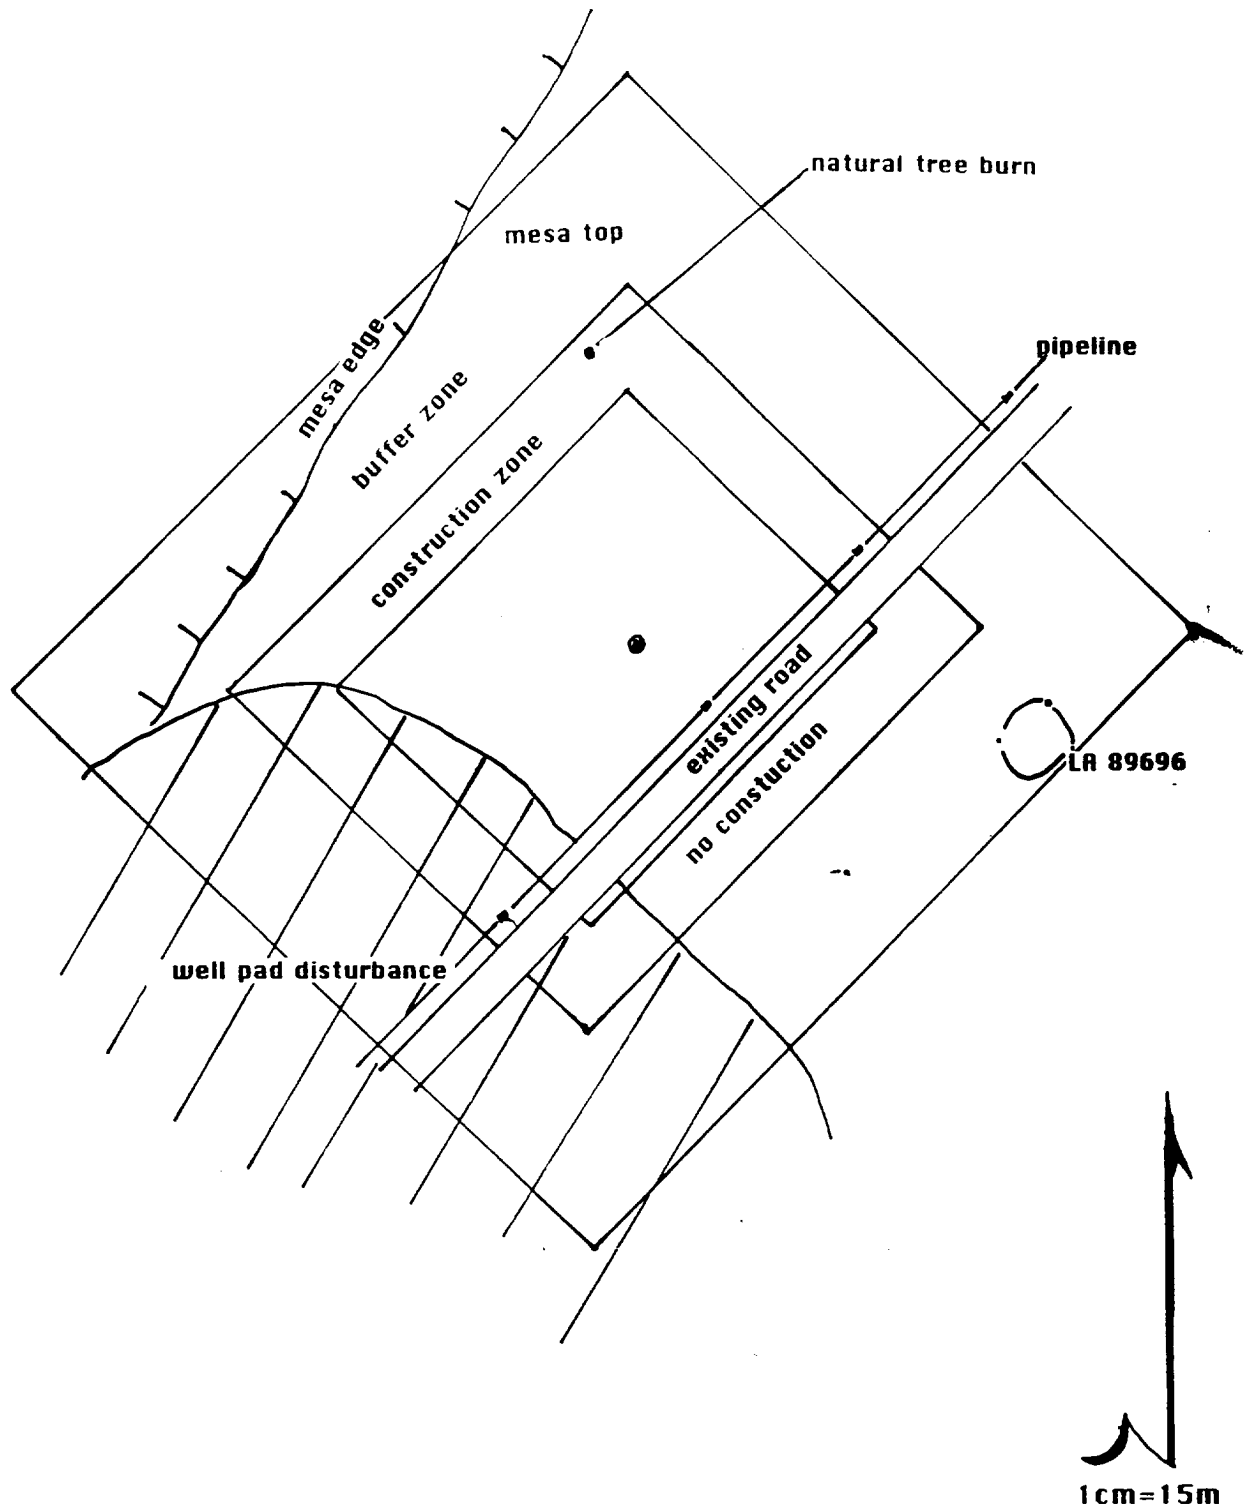 natural tree burn
mesa top
pipeline
mesa edge
buffer zone
construction zone
existing road
no constuction
LA 89696
well pad disturbance
1cm=15m